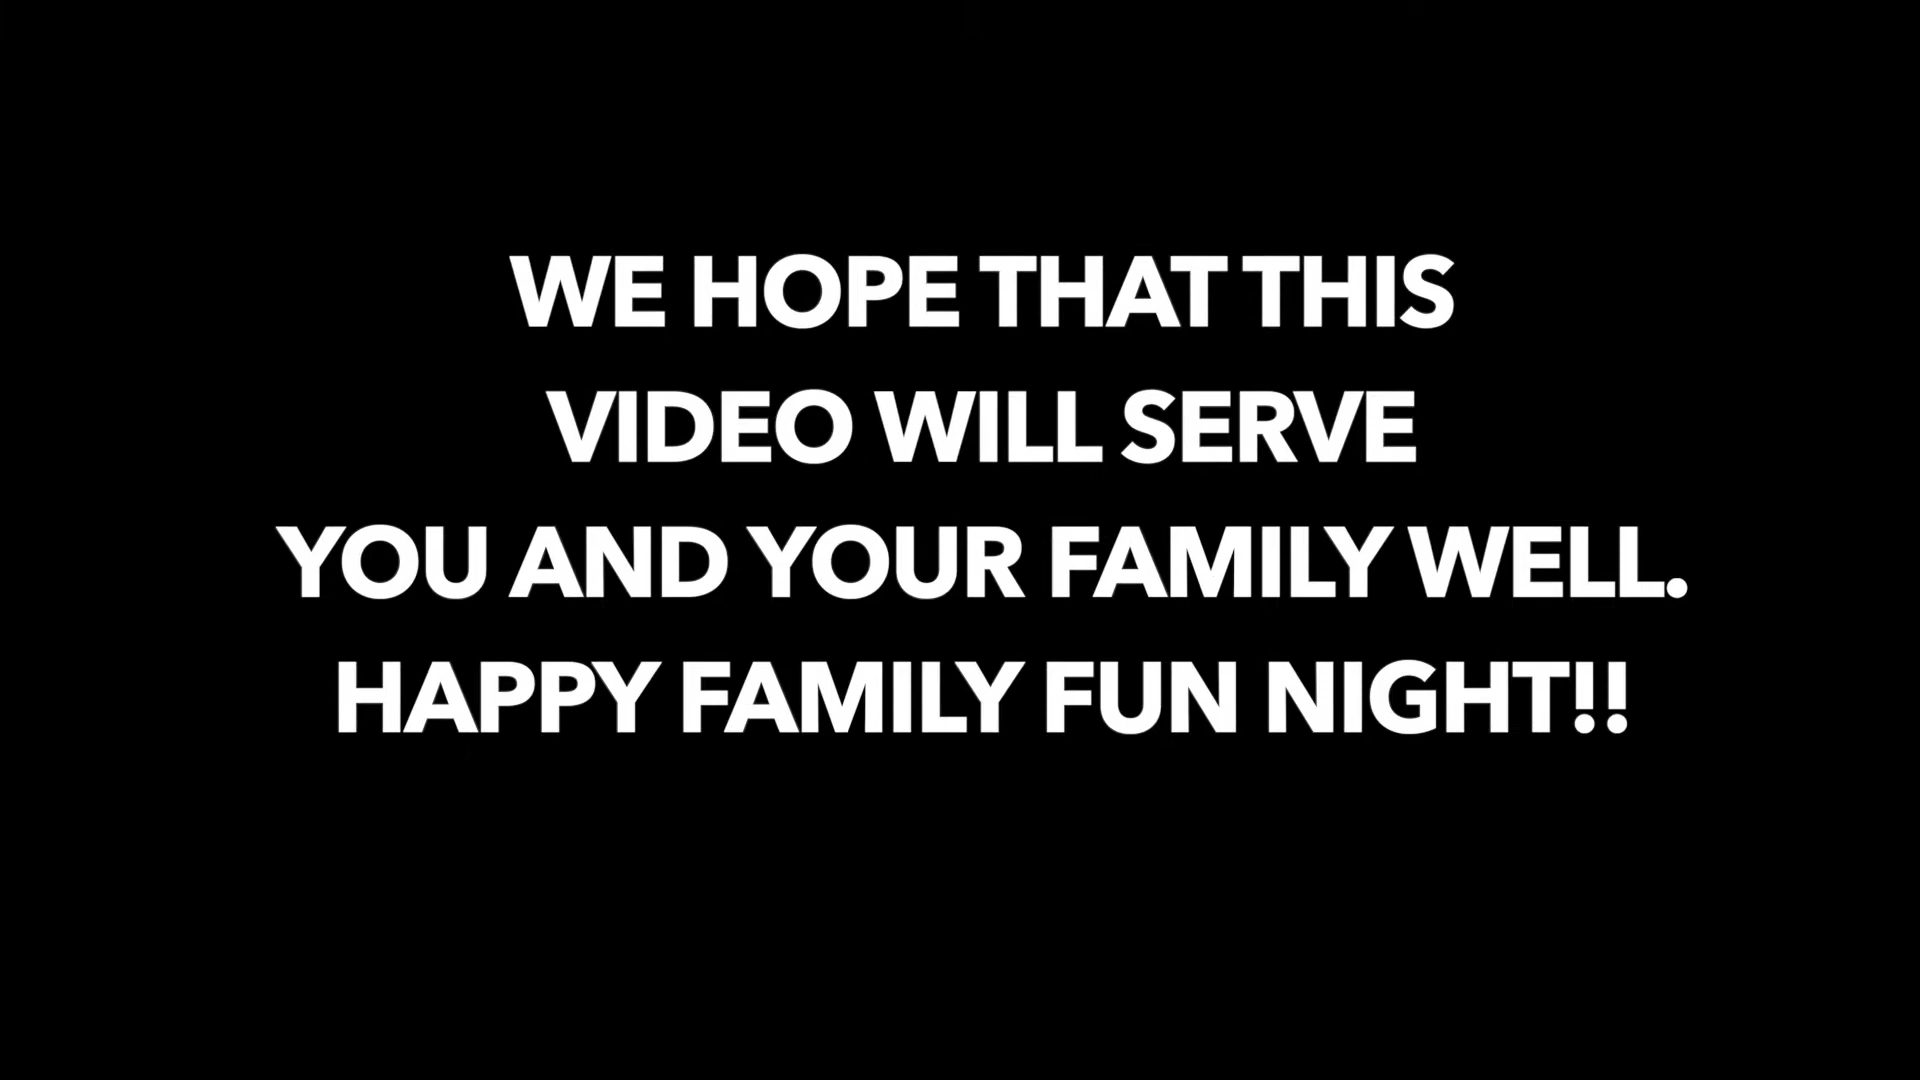 WE HOPE THAT THIS
VIDEO WILL SERVE
YOU AND YOUR FAMILY WELL.
HAPPY FAMILY FUN NIGHT!!